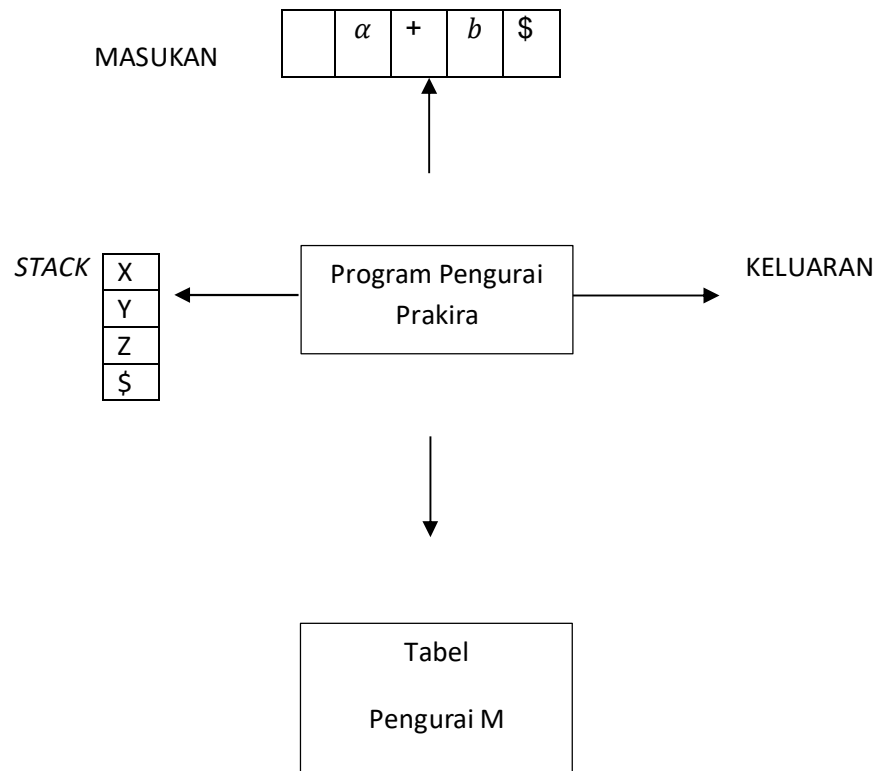 α + b $
MASUKAN
STACK
X
Y
Z
$
Program Pengurai
Prakira
KELUARAN
Tabel
Pengurai M